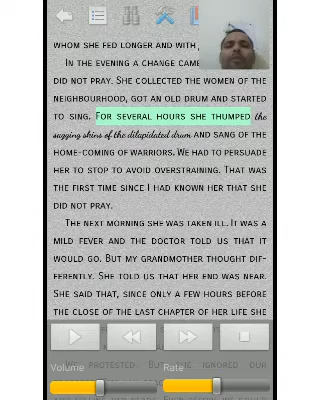 WHOM SHE FED LONGER AND WITH
IN THE EVENING A CHANGE CAME
DID NOT PRAY. SHE COLLECTED THE WOMEN OF THE
NEIGHBOURHOOD, GOT AN OLD DRUM AND STARTED
TO SING. FOR SEVERAL HOURS SHE THUMPED the
sagging skins of the dilapidated drum AND SANG OF THE
HOME-COMING OF WARRIORS. WE HAD TO PERSUADE
HER TO STOP TO AVOID OVERSTRAINING. THAT WAS
THE FIRST TIME SINCE I HAD KNOWN HER THAT SHE
DID NOT PRAY.
THE NEXT MORNING SHE WAS TAKEN ILL. IT WAS A
MILD FEVER AND THE DOCTOR TOLD US THAT IT
WOULD GO. BUT MY GRANDMOTHER THOUGHT DIF-
FERENTLY. SHE TOLD US THAT HER END WAS NEAR.
SHE SAID THAT, SINCE ONLY A FEW HOURS BEFORE
THE CLOSE OF THE LAST CHAPTER OF HER LIFE SHE
WE PROTESTED. BUT SHE IGNORED OUR
Volume Rate